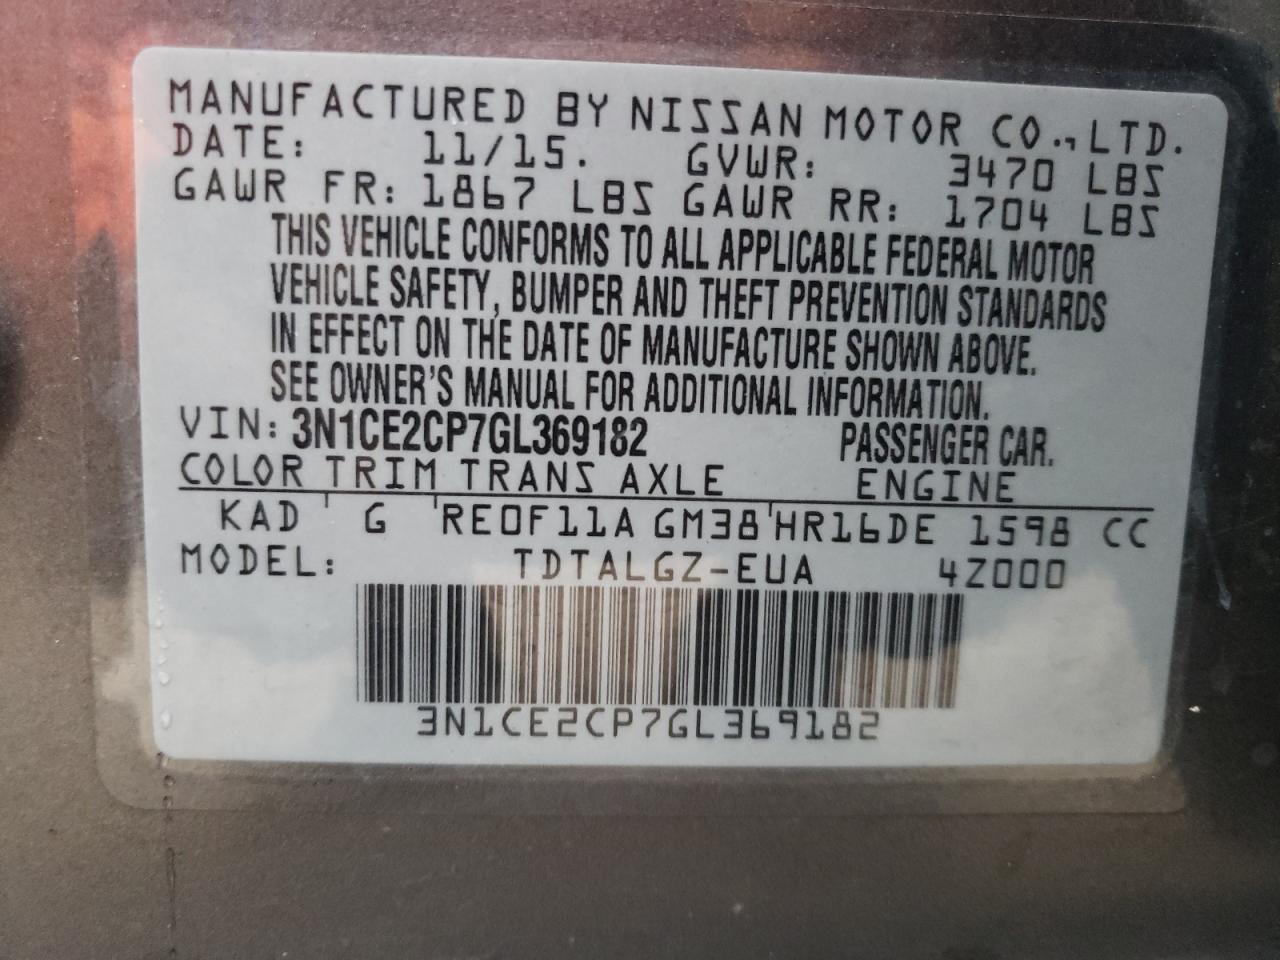 MANUFACTURED BY NISSAN MOTOR CO., LTD.
DATE: 11/15. GVWR: 3470 LBS
GAWR FR: 1867 LBS GAWR RR: 1704 LBS
THIS VEHICLE CONFORMS TO ALL APPLICABLE FEDERAL MOTOR
VEHICLE SAFETY, BUMPER AND THEFT PREVENTION STANDARDS
IN EFFECT ON THE DATE OF MANUFACTURE SHOWN ABOVE.
SEE OWNER'S MANUAL FOR ADDITIONAL INFORMATION.
VIN: 3N1CE2CP7GL369182 PASSENGER CAR.
COLOR TRIM TRANS AXLE ENGINE
KAD G RE0F11A GM38 HR16DE 1598 CC
MODEL: TDTALGZ-EUA 4Z000
3N1CE2CP7GL369182